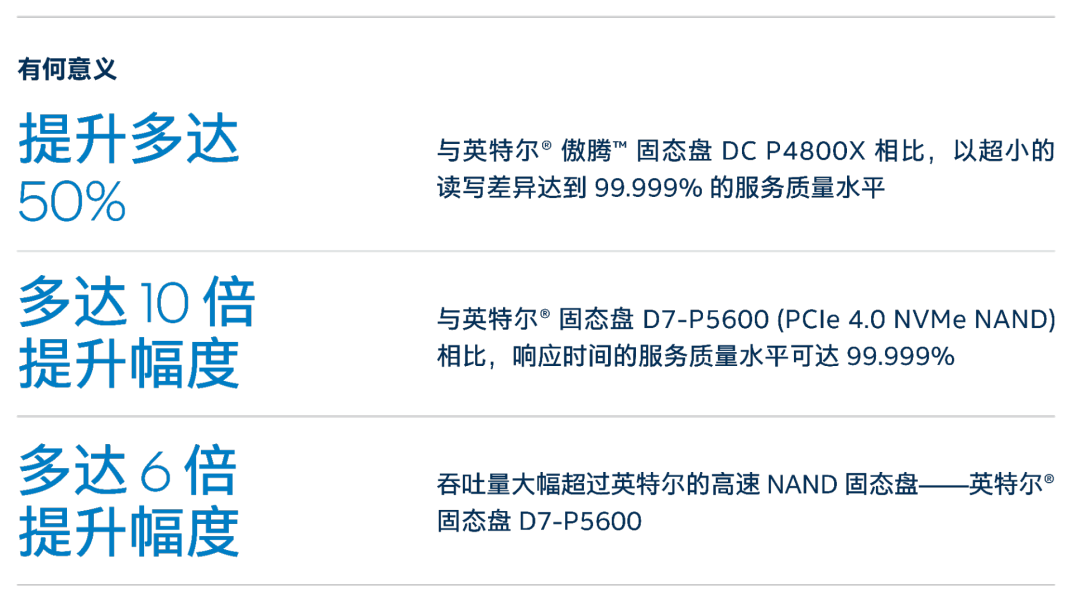 有何意义
提升多达
50%
与英特尔® 傲腾™ 固态盘 DC P4800X 相比，以超小的
读写差异达到 99.999% 的服务质量水平
多达 10 倍
提升幅度
与英特尔® 固态盘 D7-P5600 (PCIe 4.0 NVMe NAND)
相比，响应时间的服务质量水平可达 99.999%
多达 6 倍
提升幅度
吞吐量大幅超过英特尔的高速 NAND 固态盘——英特尔®
固态盘 D7-P5600